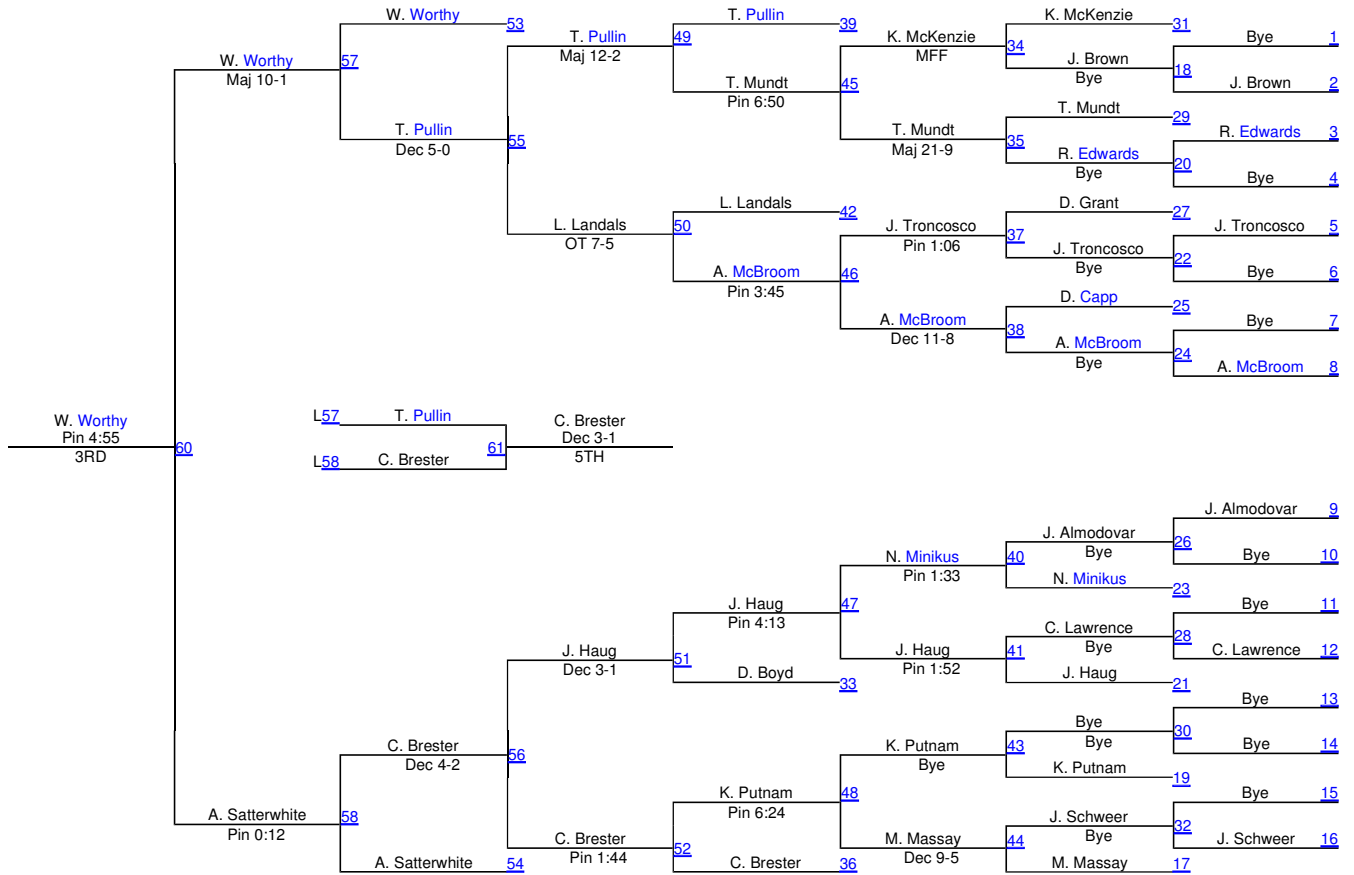 W. Worthy
53
T. Pullin
39
K. McKenzie
31
T. Pullin
49
Maj 12-2
K. McKenzie
34
MFF
Bye
1
W. Worthy
57
Maj 10-1
J. Brown
18
Bye
T. Mundt
45
Pin 6:50
J. Brown
2
T. Mundt
29
T. Pullin
55
Dec 5-0
T. Mundt
35
Maj 21-9
R. Edwards
3
R. Edwards
20
Bye
Bye
4
L. Landals
42
D. Grant
27
L. Landals
50
OT 7-5
J. Troncosco
37
Pin 1:06
J. Troncosco
5
J. Troncosco
22
Bye
A. McBroom
46
Pin 3:45
Bye
6
D. Capp
25
A. McBroom
38
Dec 11-8
Bye
7
A. McBroom
24
Bye
A. McBroom
8
W. Worthy
Pin 4:55
60
3RD
L57
T. Pullin
61
L58
C. Brester
C. Brester
Dec 3-1
5TH
J. Almodovar
9
J. Almodovar
26
Bye
N. Minikus
40
Pin 1:33
Bye
10
N. Minikus
23
J. Haug
47
Pin 4:13
Bye
11
C. Lawrence
28
Bye
J. Haug
51
Dec 3-1
J. Haug
41
Pin 1:52
C. Lawrence
12
D. Boyd
33
J. Haug
21
Bye
13
Bye
30
Bye
C. Brester
56
Dec 4-2
K. Putnam
43
Bye
Bye
14
K. Putnam
19
K. Putnam
48
Pin 6:24
Bye
15
A. Satterwhite
58
Pin 0:12
J. Schweer
32
Bye
C. Brester
52
Pin 1:44
M. Massay
44
Dec 9-5
J. Schweer
16
A. Satterwhite
54
C. Brester
36
M. Massay
17